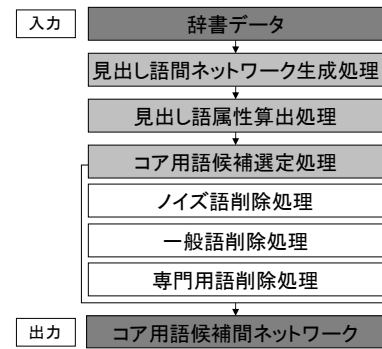 入力
辞書データ
見出し語間ネットワーク生成処理
見出し語属性算出処理
コア用語候補選定処理
ノイズ語削除処理
一般語削除処理
専門用語削除処理
出力
コア用語候補間ネットワーク